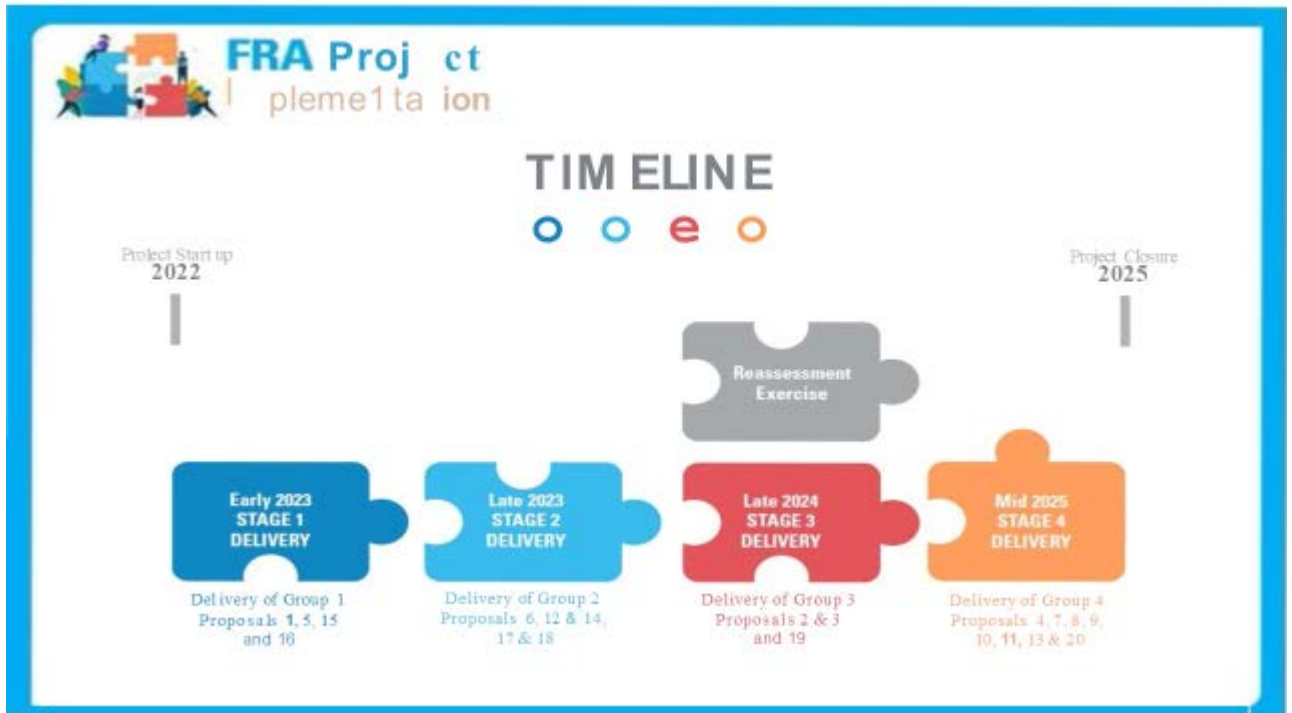 FRA Proj ct
pleme1ta ion
TIM ELINE
o o e o
Prolect Start up
2022
Project Closure
2025
Reassessment
Exercise
Early 2023
STAGE 1
DELIVERY
Late 2023
STAGE 2
DELIVERY
Late 2024
STAGE 3
DELIVERY
Mid 2025
STAGE 4
DELIVERY
Delivery of Group 1
Proposals 1, 5, 15
and 16
Delivery of Group 2
Proposals 6, 12 & 14,
17 & 18
Delivery of Group 3
Proposals 2 & 3
and 19
Delivery of Group 4
Proposals 4, 7, 8, 9,
10, 11, 13 & 20